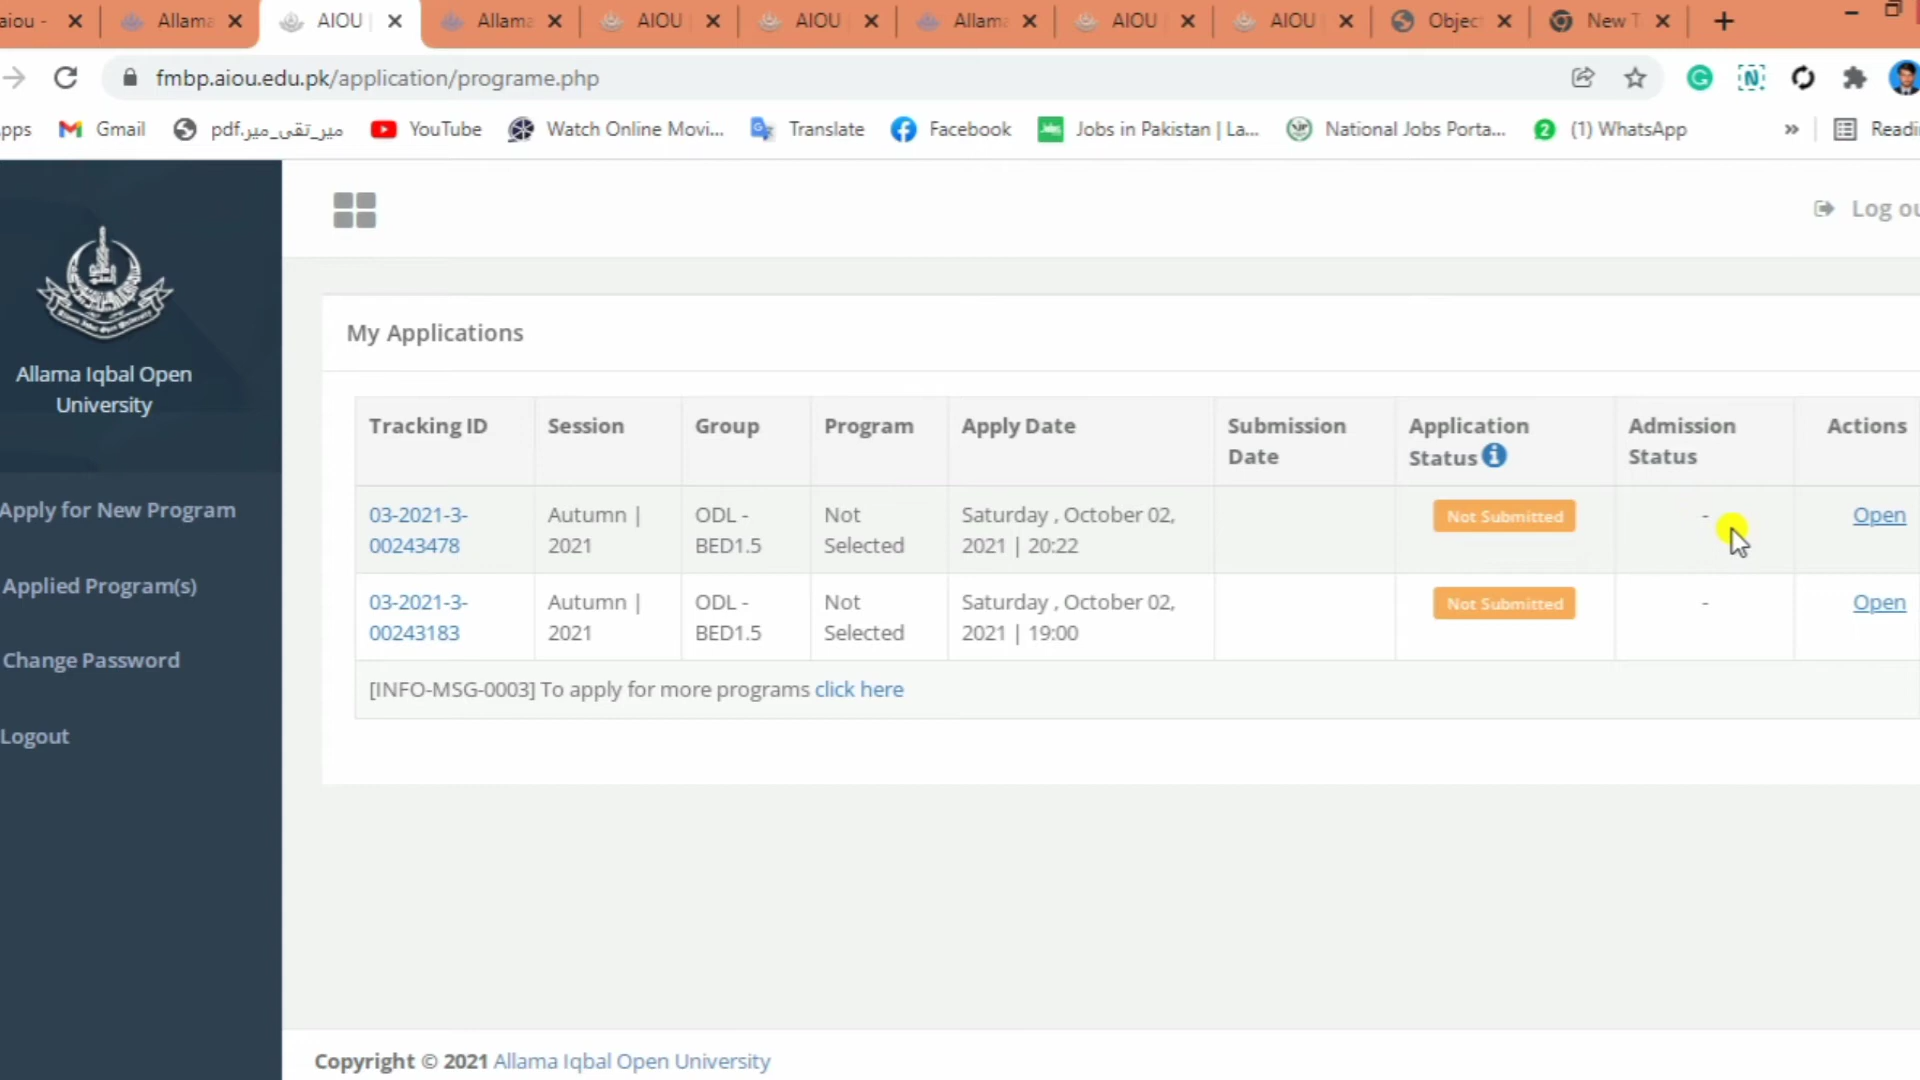 aiou - Allama AIOU Allama AIOU AIOU Allama AIOU AIOU Objec New T
fmbp.aiou.edu.pk/application/programe.php
pps Gmail میر_تقی_میر.pdf YouTube Watch Online Movi... Translate Facebook Jobs in Pakistan | La... National Jobs Porta... 2 (1) WhatsApp » Readi
Log ou
Allama Iqbal Open
University
Apply for New Program
Applied Program(s)
Change Password
Logout
My Applications
Tracking ID Session Group Program Apply Date Submission Date Application Status Admission Status Actions
03-2021-3- Autumn | ODL - Not Saturday , October 02, Not Submitted - Open
00243478 2021 BED1.5 Selected 2021 | 20:22
03-2021-3- Autumn | ODL - Not Saturday , October 02, Not Submitted - Open
00243183 2021 BED1.5 Selected 2021 | 19:00
[INFO-MSG-0003] To apply for more programs click here
Copyright © 2021 Allama Iqbal Open University